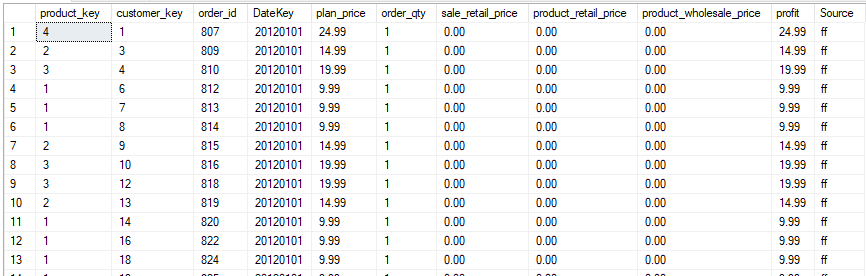 product_key customer_key order_id DateKey plan_price order_qty sale_retail_price product_retail_price product_wholesale_price profit Source
1 4 1 807 20120101 24.99 1 0.00 0.00 0.00 24.99 ff
2 2 3 809 20120101 14.99 1 0.00 0.00 0.00 14.99 ff
3 3 4 810 20120101 19.99 1 0.00 0.00 0.00 19.99 ff
4 1 6 812 20120101 9.99 1 0.00 0.00 0.00 9.99 ff
5 1 7 813 20120101 9.99 1 0.00 0.00 0.00 9.99 ff
6 1 8 814 20120101 9.99 1 0.00 0.00 0.00 9.99 ff
7 2 9 815 20120101 14.99 1 0.00 0.00 0.00 14.99 ff
8 3 10 816 20120101 19.99 1 0.00 0.00 0.00 19.99 ff
9 3 12 818 20120101 19.99 1 0.00 0.00 0.00 19.99 ff
10 2 13 819 20120101 14.99 1 0.00 0.00 0.00 14.99 ff
11 1 14 820 20120101 9.99 1 0.00 0.00 0.00 9.99 ff
12 1 16 822 20120101 9.99 1 0.00 0.00 0.00 9.99 ff
13 1 18 824 20120101 9.99 1 0.00 0.00 0.00 9.99 ff